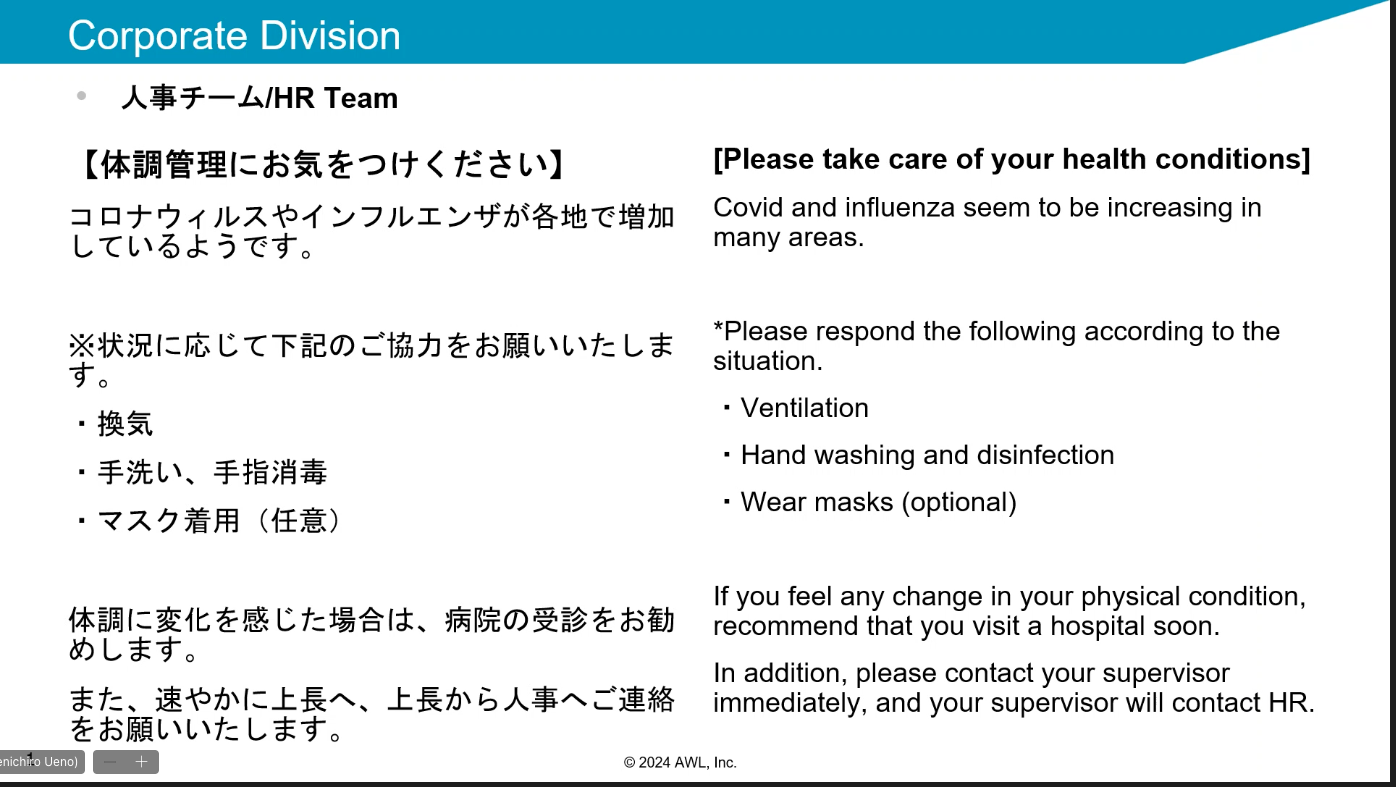 Corporate Division
• 人事チーム/HR Team
【体調管理にお気をつけください】
コロナウィルスやインフルエンザが各地で増加
しているようです。
※状況に応じて下記のご協力をお願いいたしま
す。
・換気
・手洗い、手指消毒
・マスク着用（任意）
体調に変化を感じた場合は、病院の受診をお勧
めします。
また、速やかに上長へ、上長から人事へご連絡
をお願いいたします。
[Please take care of your health conditions]
Covid and influenza seem to be increasing in
many areas.
*Please respond the following according to the
situation.
・Ventilation
・Hand washing and disinfection
・Wear masks (optional)
If you feel any change in your physical condition,
recommend that you visit a hospital soon.
In addition, please contact your supervisor
immediately, and your supervisor will contact HR.
enichiro Ueno)
1
© 2024 AWL, Inc.